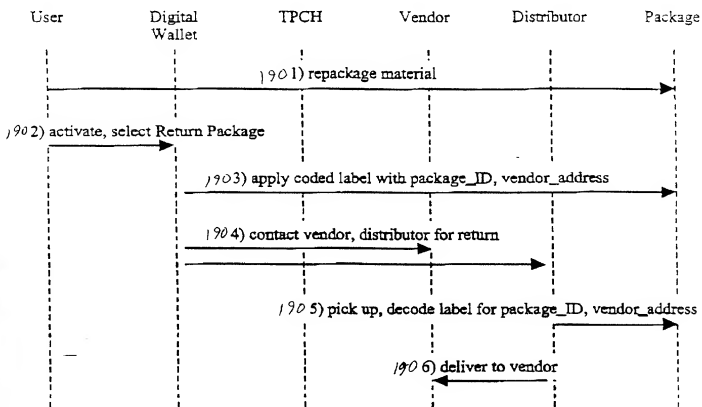 User Digital Wallet TPCH Vendor Distributor Package
1901) repackage material
1902) activate, select Return Package
1903) apply coded label with package_ID, vendor_address
1904) contact vendor, distributor for return
1905) pick up, decode label for package_ID, vendor_address
1906) deliver to vendor